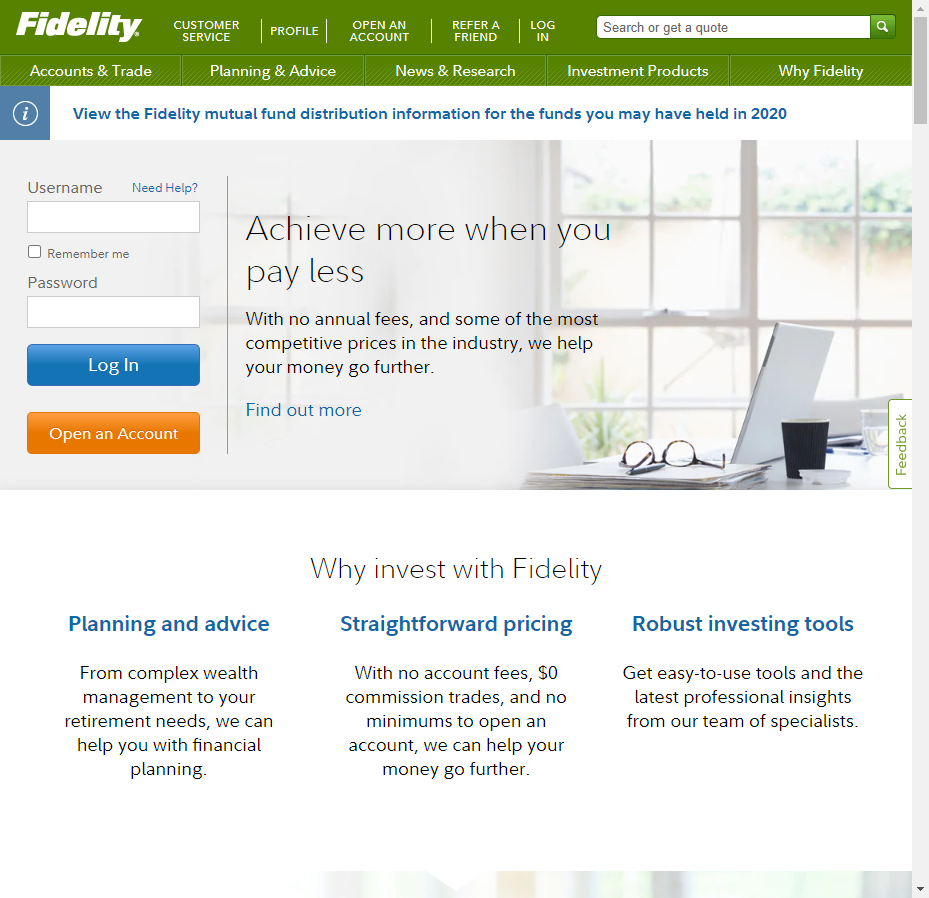 Fidelity
CUSTOMER
SERVICE
PROFILE
OPEN AN
ACCOUNT
REFER A
FRIEND
LOG
IN
Search or get a quote
Accounts & Trade
Planning & Advice
News & Research
Investment Products
Why Fidelity
i
View the Fidelity mutual fund distribution information for the funds you may have held in 2020
Username
Need Help?
Remember me
Password
Log In
Open an Account
Achieve more when you
pay less
With no annual fees, and some of the most
competitive prices in the industry, we help
your money go further.
Find out more
Feedback
Why invest with Fidelity
Planning and advice
From complex wealth
management to your
retirement needs, we can
help you with financial
planning.
Straightforward pricing
With no account fees, $0
commission trades, and no
minimums to open an
account, we can help your
money go further.
Robust investing tools
Get easy-to-use tools and the
latest professional insights
from our team of specialists.